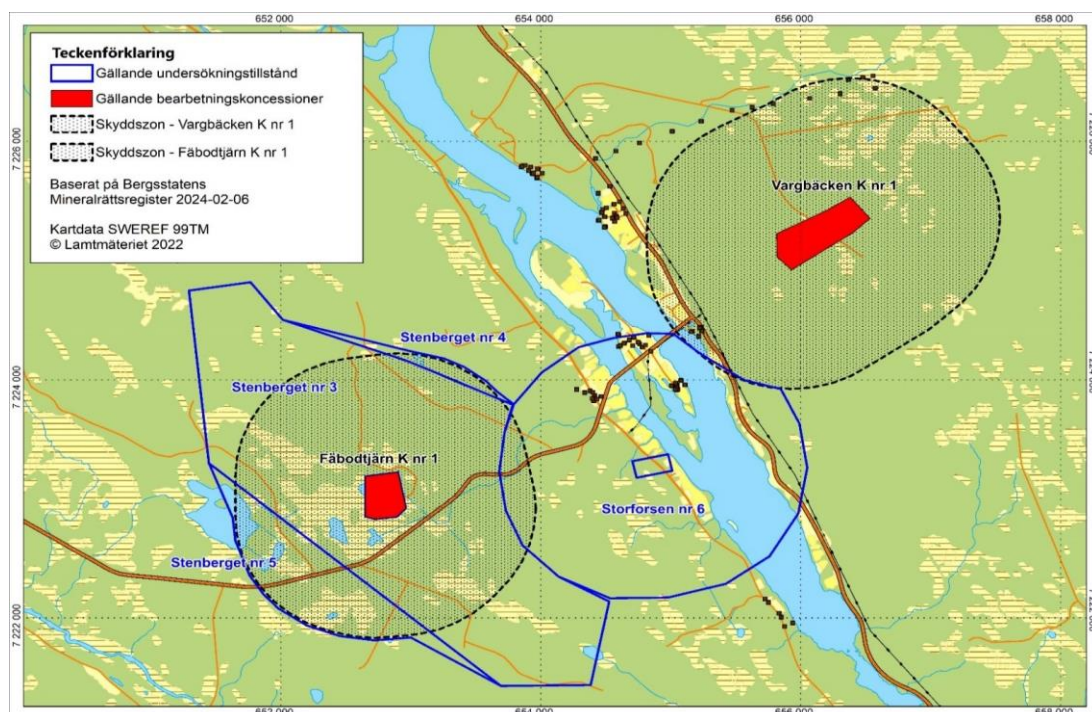 652 000
654 000
656 000
658 000
Teckenförklaring
Gällande undersökningstillstånd
Gällande bearbetningskoncessioner
Skyddszon - Vargbäcken K nr 1
Skyddszon - Fäbodtjärn K nr 1
Baserat på Bergsstatens
Mineralrättsregister 2024-02-06
Kartdata SWEREF 99TM
© Lamtmäteriet 2022
7 226 000
Vargbäcken K nr 1
Stenberget nr 4
7 224 000
Stenberget nr 3
Fäbodtjärn K nr 1
Storforsen nr 6
Stenberget nr 5
7 222 000
652 000
654 000
656 000
658 000